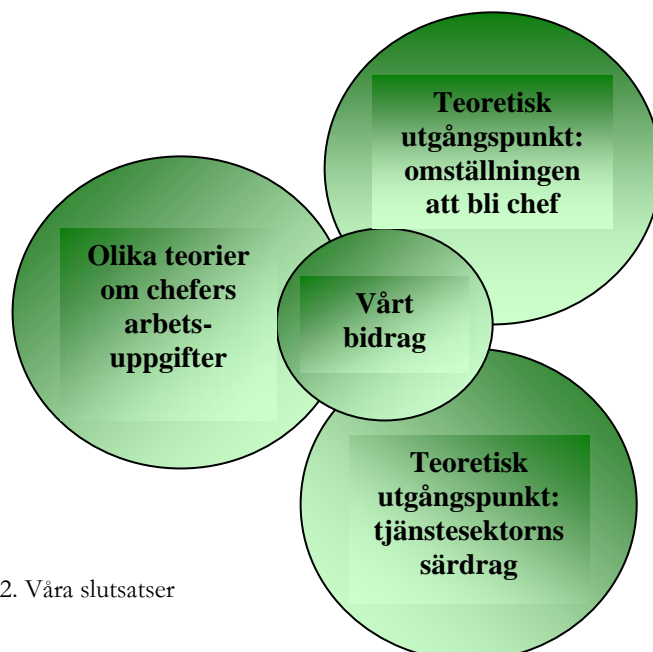 Teoretisk
utgångspunkt:
omställningen
att bli chef
Olika teorier
om chefers
arbets-
uppgifter
Vårt
bidrag
Teoretisk
utgångspunkt:
tjänstesektorns
särdrag
2. Våra slutsatser